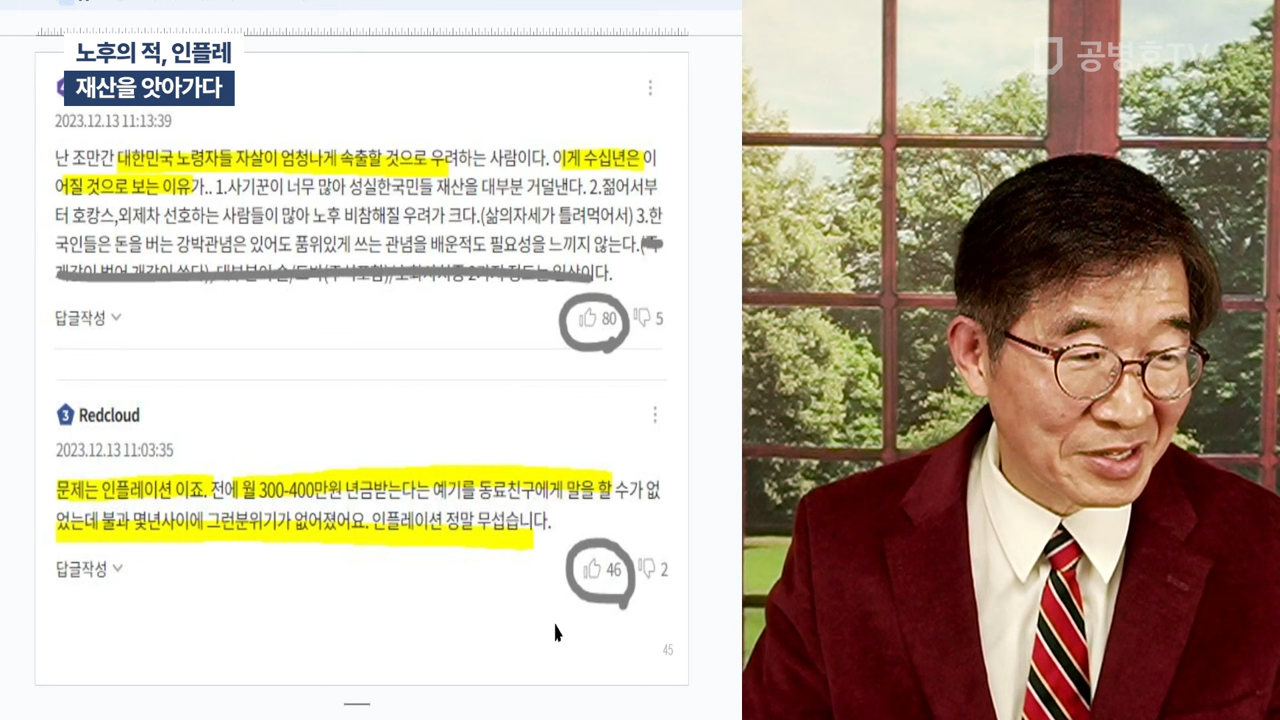 노후의 적, 인플레
재산을 앗아가다
공병호TV
2023.12.13 11:13:39
난 조만간 대한민국 노령자들 자살이 엄청나게 속출할 것으로 우려하는 사람이다. 이게 수십년은 이
어질 것으로 보는 이유가.. 1.사기꾼이 너무 많아 성실한국민들 재산을 대부분 거덜낸다. 2.젊어서부
터 호캉스,외제차 선호하는 사람들이 많아 노후 비참해질 우려가 크다.(삶의자세가 틀려먹어서) 3.한
국인들은 돈을 버는 강박관념은 있어도 품위있게 쓰는 관념을 배운적도 필요성을 느끼지 않는다.(
답글작성
80
5
3 Redcloud
2023.12.13 11:03:35
문제는 인플레이션 이죠. 전에 월 300-400만원 년금받는다는 예기를 동료친구에게 말을 할 수가 없
었는데 불과 몇년사이에 그런분위기가 없어졌어요. 인플레이션 정말 무섭습니다.
답글작성
46
2
45